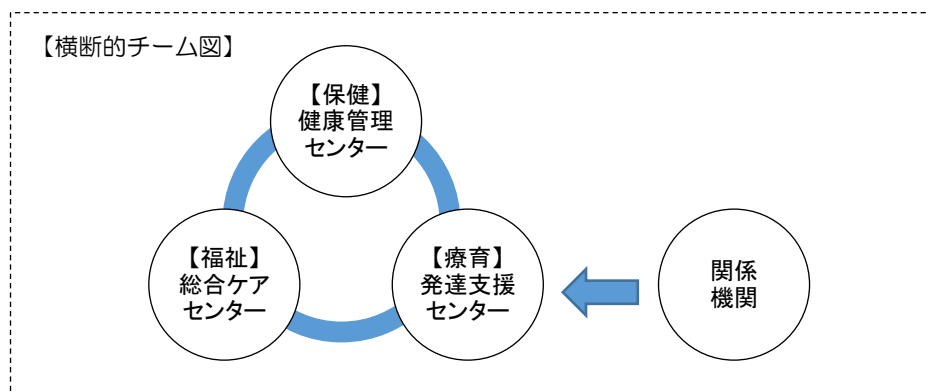 【横断的チーム図】
【保健】
健康管理
センター
【福祉】
総合ケア
センター
【療育】
発達支援
センター
関係
機関